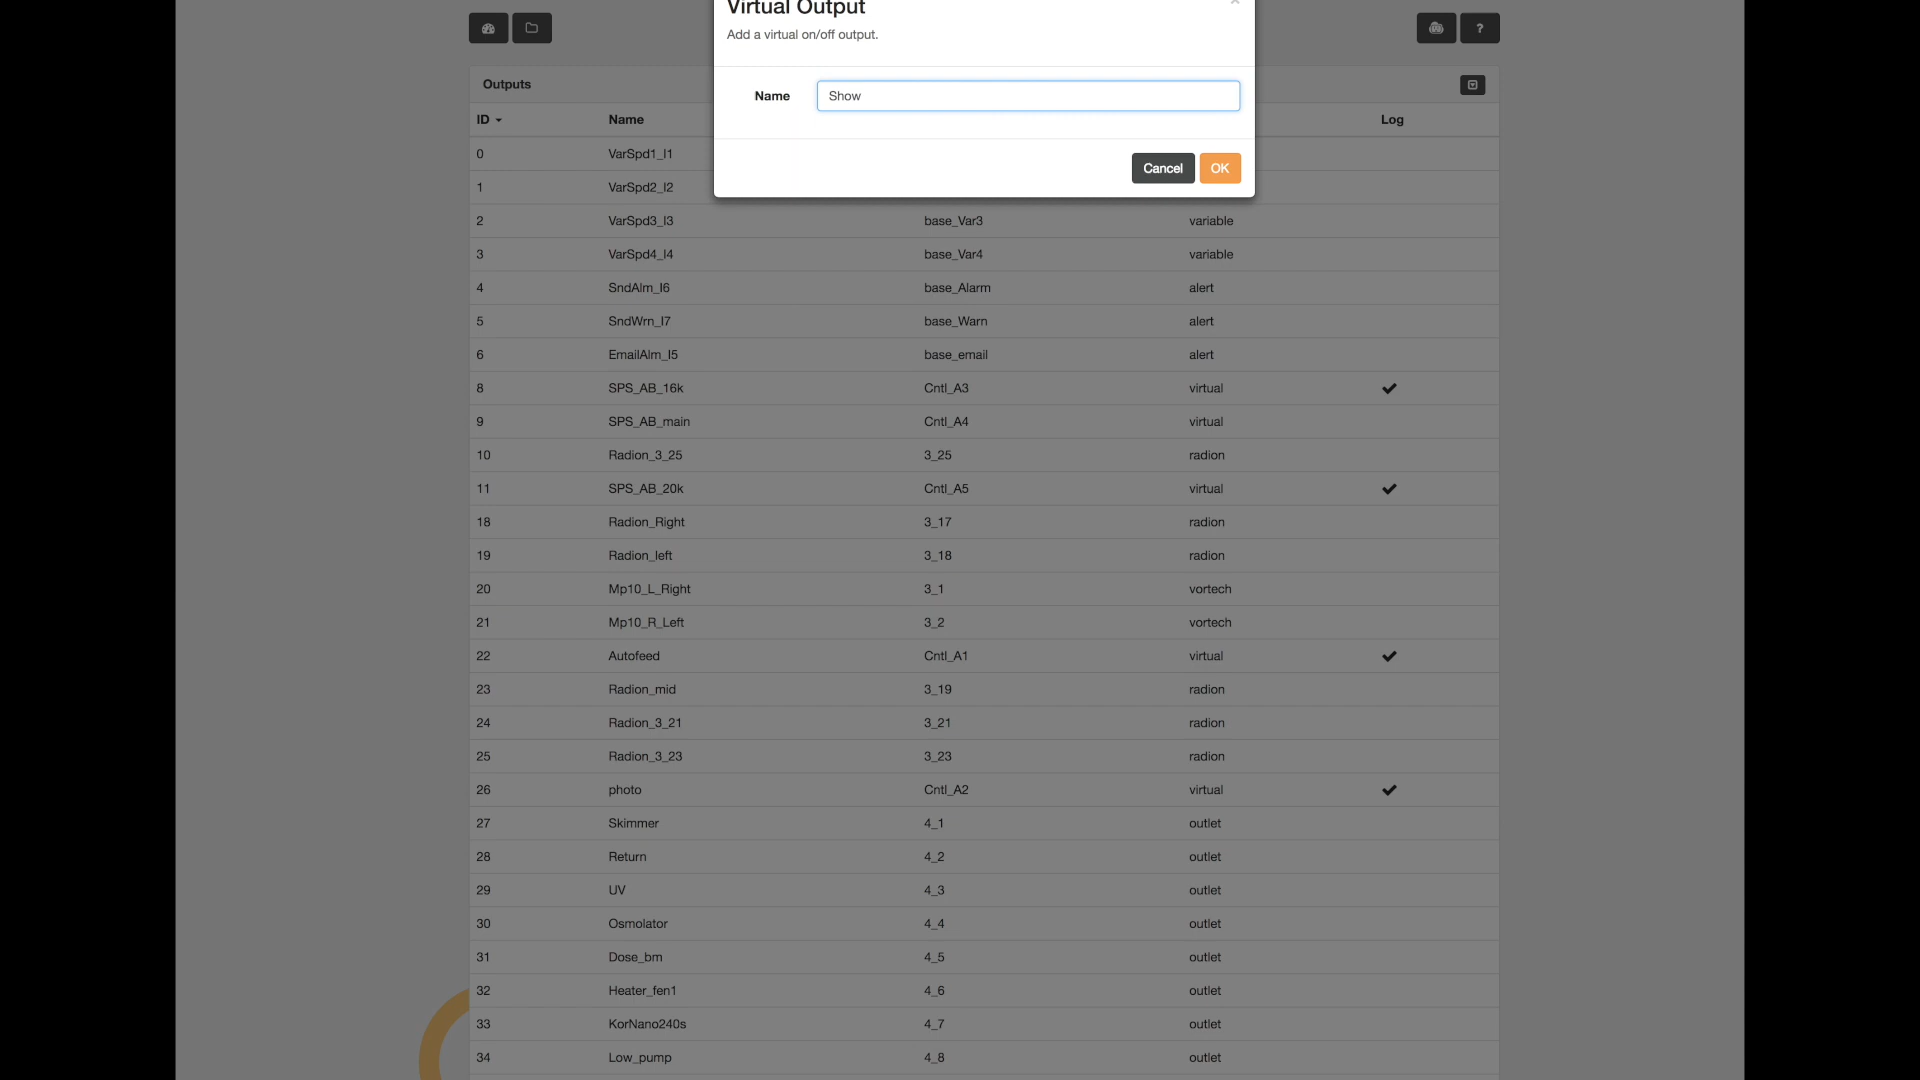 Virtual Output
×
Add a virtual on/off output.
?
Name Show
Cancel OK
Outputs
ID Name Log
0 VarSpd1_I1
1 VarSpd2_I2
2 VarSpd3_I3 base_Var3 variable
3 VarSpd4_I4 base_Var4 variable
4 SndAlm_I6 base_Alarm alert
5 SndWrn_I7 base_Warn alert
6 EmailAlm_I5 base_email alert
8 SPS_AB_16k Cntl_A3 virtual
9 SPS_AB_main Cntl_A4 virtual
10 Radion_3_25 3_25 radion
11 SPS_AB_20k Cntl_A5 virtual
18 Radion_Right 3_17 radion
19 Radion_left 3_18 radion
20 Mp10_L_Right 3_1 vortech
21 Mp10_R_Left 3_2 vortech
22 Autofeed Cntl_A1 virtual
23 Radion_mid 3_19 radion
24 Radion_3_21 3_21 radion
25 Radion_3_23 3_23 radion
26 photo Cntl_A2 virtual
27 Skimmer 4_1 outlet
28 Return 4_2 outlet
29 UV 4_3 outlet
30 Osmolator 4_4 outlet
31 Dose_bm 4_5 outlet
32 Heater_fen1 4_6 outlet
33 KorNano240s 4_7 outlet
34 Low_pump 4_8 outlet